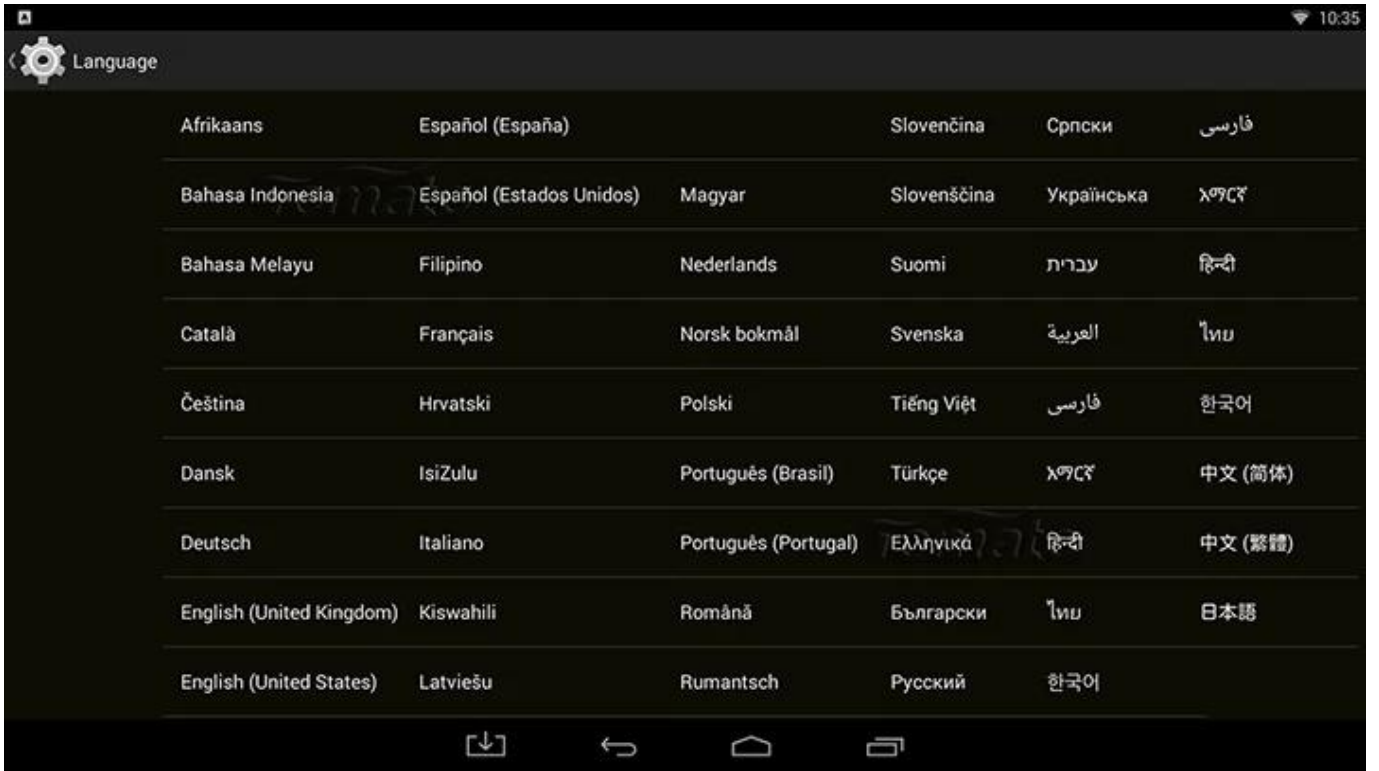 10:35
Language
Afrikaans Español (España) Slovenčina Српски فارسی
Bahasa Indonesia Español (Estados Unidos) Magyar Slovenščina Українська አማርኛ
Bahasa Melayu Filipino Nederlands Suomi עברית हिन्दी
Català Français Norsk bokmål Svenska العربية ไทย
Čeština Hrvatski Polski Tiếng Việt فارسی 한국어
Dansk IsiZulu Português (Brasil) Türkçe አማርኛ 中文 (简体)
Deutsch Italiano Português (Portugal) Ελληνικά हिन्दी 中文 (繁體)
English (United Kingdom) Kiswahili Română Български ไทย 日本語
English (United States) Latviešu Rumantsch Русский 한국어